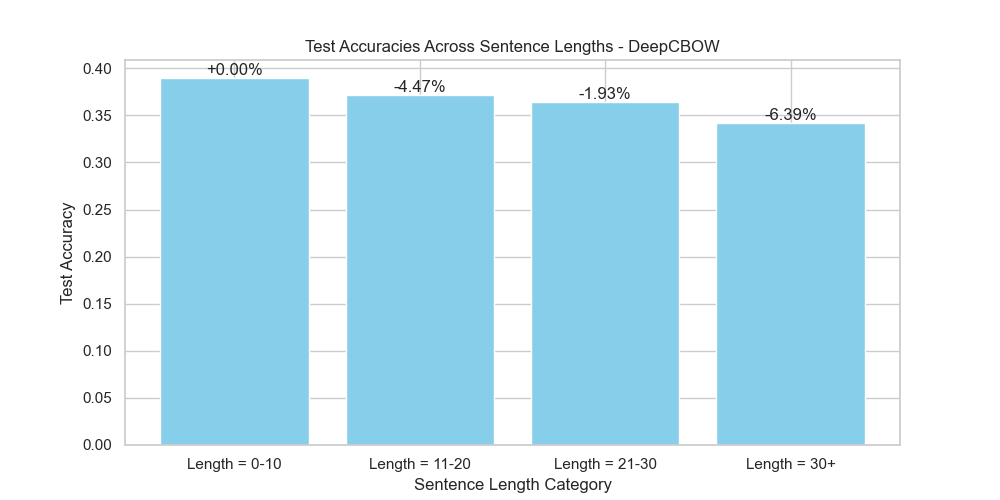 Test Accuracies Across Sentence Lengths - DeepCBOW
+0.00%
-4.47%
-1.93%
-6.39%
0.40
0.35
0.30
0.25
0.20
0.15
0.10
0.05
0.00
Test Accuracy
Length = 0-10
Length = 11-20
Length = 21-30
Length = 30+
Sentence Length Category